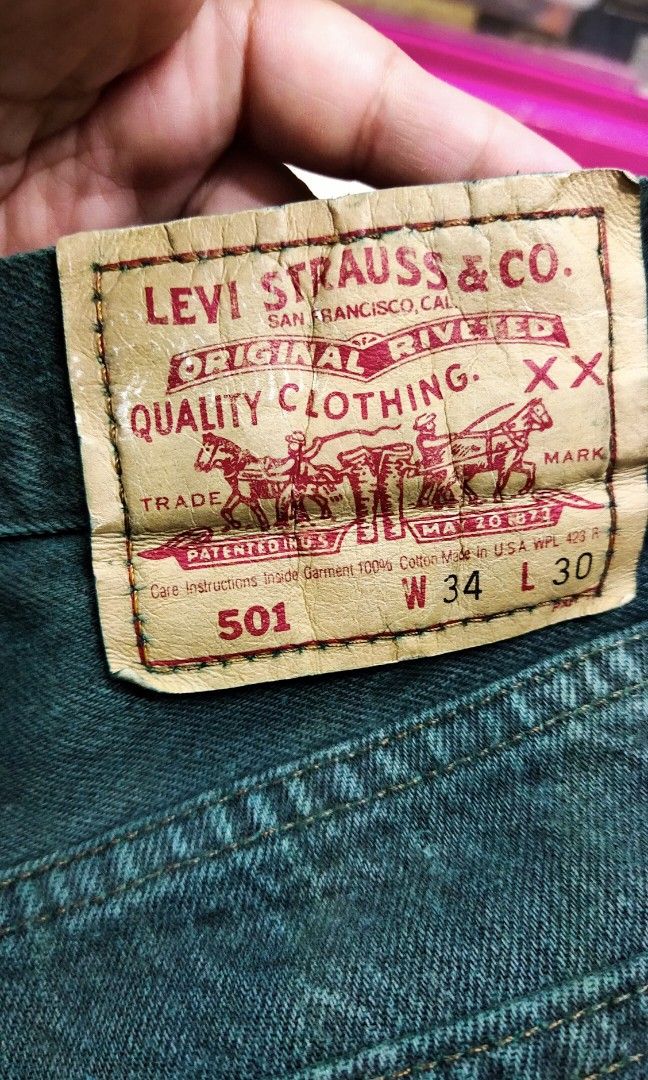 LEVI STRAUSS & CO.
SAN FRANCISCO, CAL.
ORIGINAL RIVETED
QUALITY CLOTHING. XX
TRADE MARK
PATENTED IN U.S. MAY 20 1873
Care Instructions Inside Garment 100% Cotton Made In U.S.A WPL 423 R
501 W 34 L 30